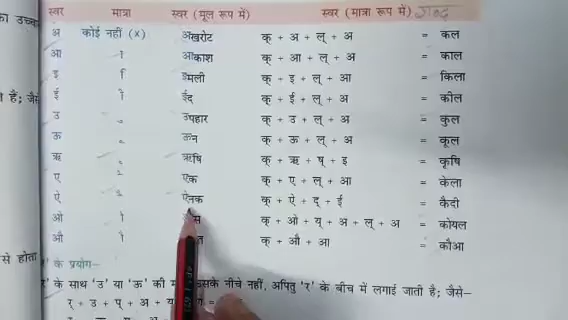 का उच्चा
स्वर मात्रा स्वर (मूल रूप में) स्वर (मात्रा रूप में) शब्द
अ कोई नहीं (×) अखरोट क् + अ + ल् + अ = कल
आ ा आकाश क् + आ + ल् + अ = काल
इ ि इमली क् + इ + ल् + आ = किला
हैं; जैसे ई ी ईद क् + ई + ल् + अ = कील
उ ु उपहार क् + उ + ल् + अ = कुल
ऊ ू ऊन क् + ऊ + ल् + अ = कूल
ऋ ृ ऋषि क् + ऋ + ष् + इ = कृषि
ए े एक क् + ए + ल् + आ = केला
ऐ ै ऐनक क् + ऐ + द् + ई = कैदी
ओ ो स क् + ओ + य् + अ + ल् + अ = कोयल
औ ौ त क् + औ + आ = कौआ
से होता ' के प्रयोग–
र' के साथ 'उ' या 'ऊ' की उसके नीचे नहीं, अपितु 'र' के बीच में लगाई जाती है; जैसे–
र् + उ + प् + अ + य =